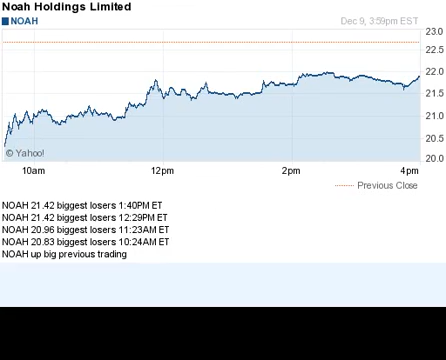 Noah Holdings Limited
NOAH Dec 9, 3:59pm EST
23.0
22.5
22.0
21.5
21.0
20.5
20.0
© Yahoo!
10am 12pm 2pm 4pm
Previous Close
NOAH 21.42 biggest losers 1:40PM ET
NOAH 21.42 biggest losers 12:29PM ET
NOAH 20.96 biggest losers 11:23AM ET
NOAH 20.83 biggest losers 10:24AM ET
NOAH up big previous trading